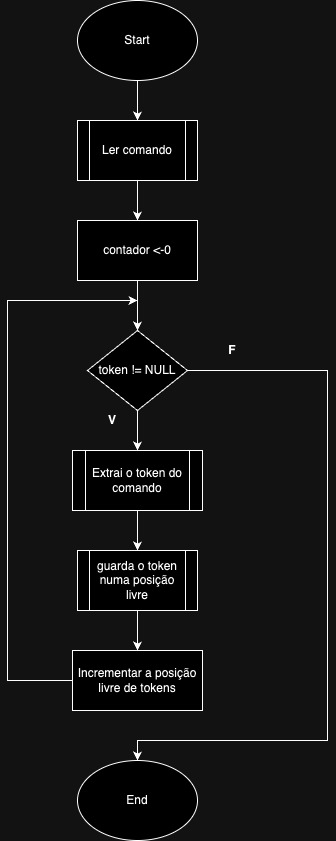 Start
Ler comando
contador <-0
token != NULL
F
V
Extrai o token do
comando
guarda o token
numa posição
livre
Incrementar a posição
livre de tokens
End